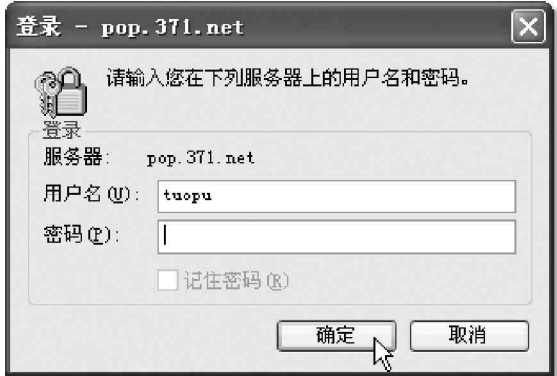 登录 - pop.371.net
请输入您在下列服务器上的用户名和密码。
登录
服务器: pop.371.net
用户名(U): tuopu
密码(P):
记住密码(R)
确定 取消